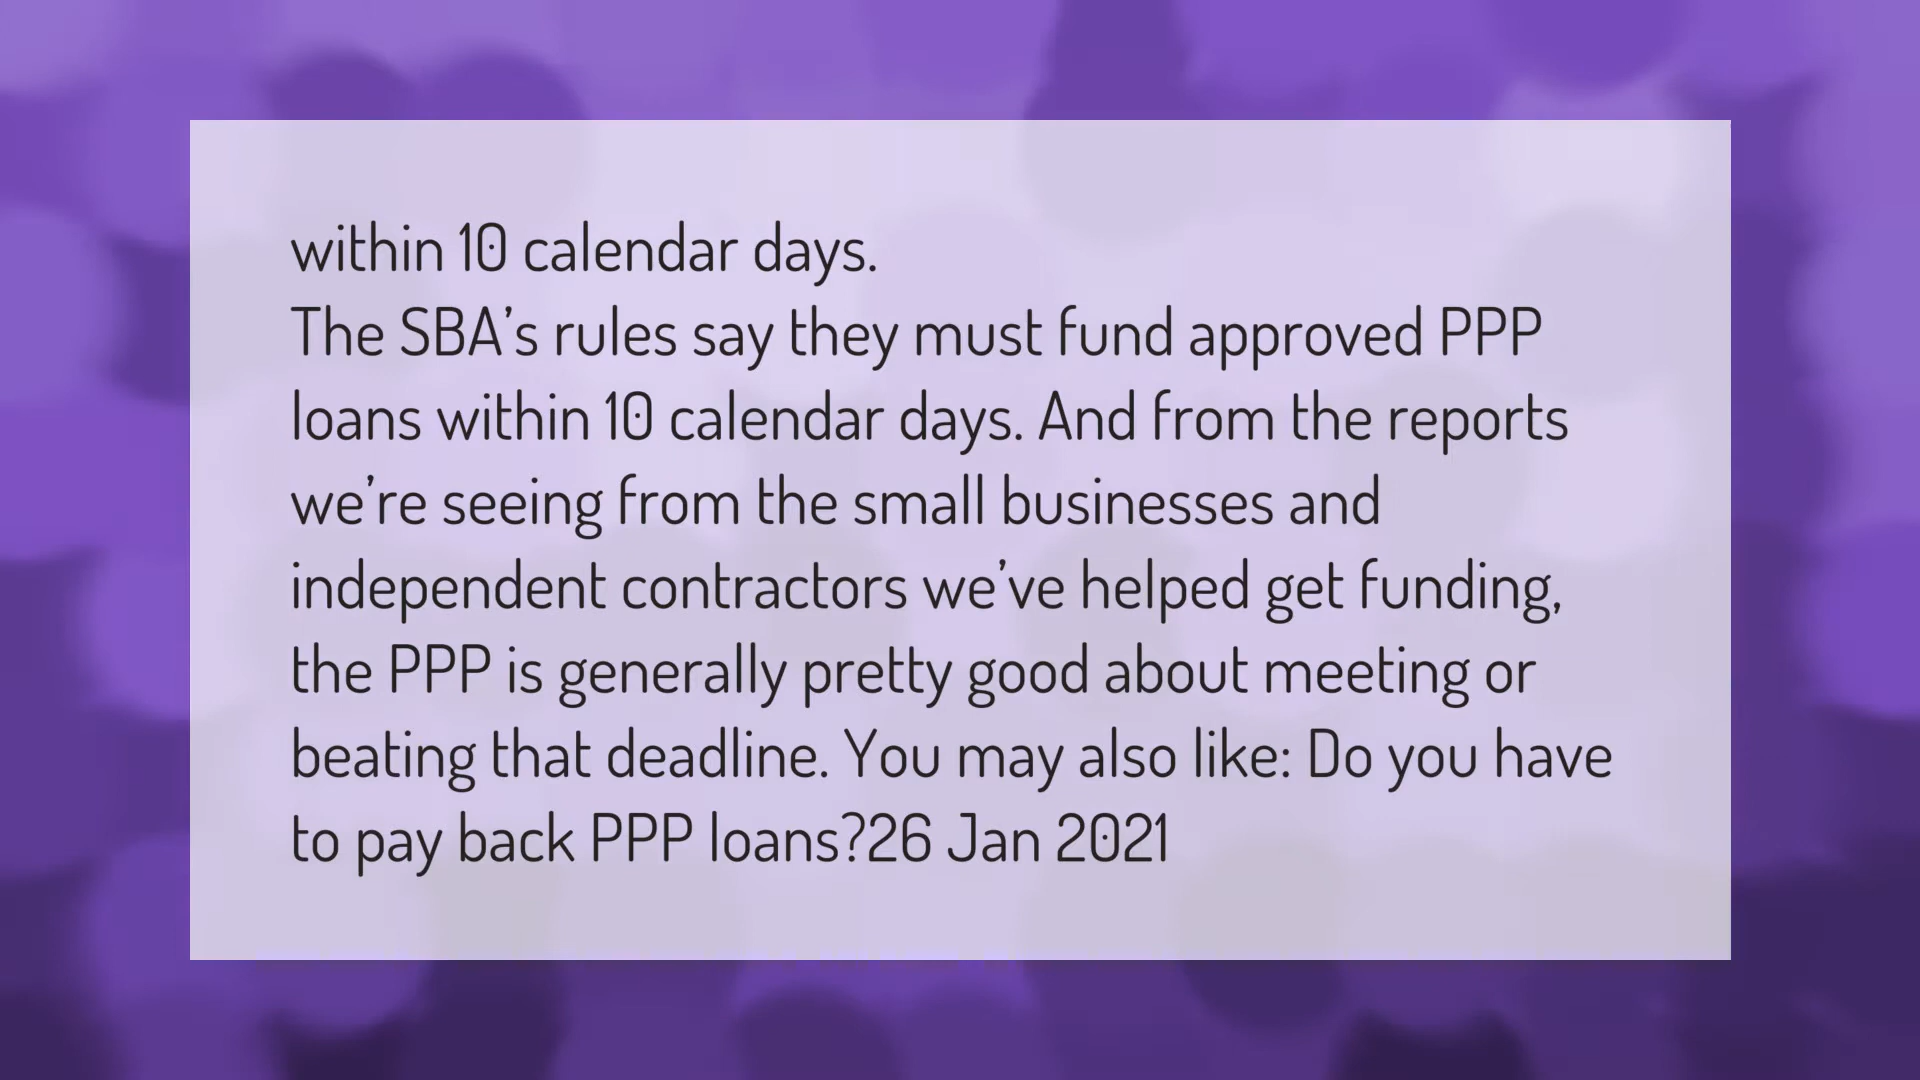 within 10 calendar days.
The SBA’s rules say they must fund approved PPP
loans within 10 calendar days. And from the reports
we’re seeing from the small businesses and
independent contractors we’ve helped get funding,
the PPP is generally pretty good about meeting or
beating that deadline. You may also like: Do you have
to pay back PPP loans?26 Jan 2021